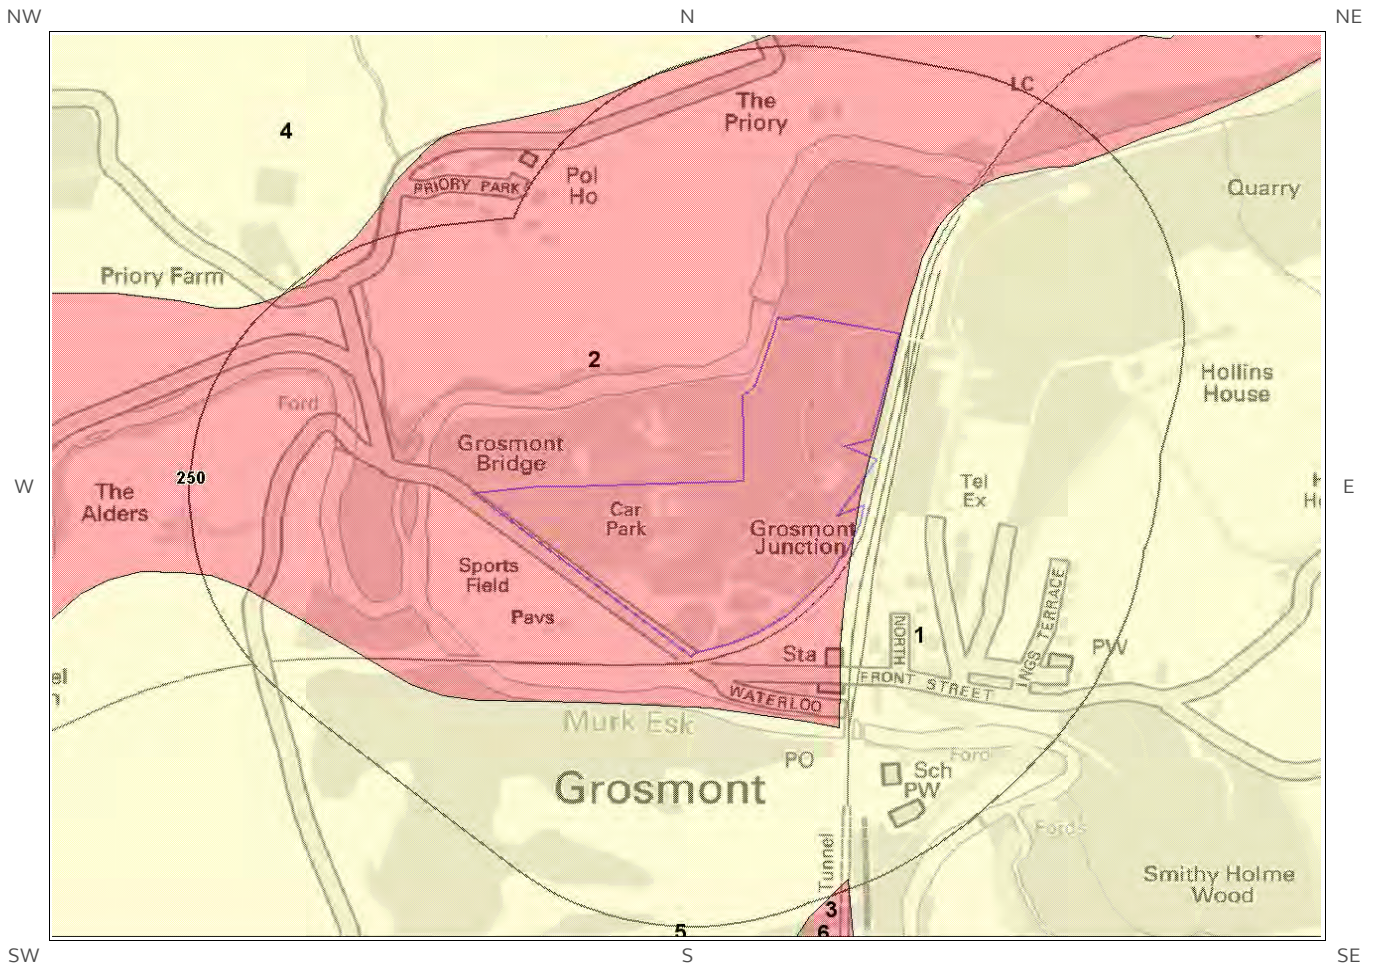 NW
N
NE
LC
The
Priory
4
Pol
Ho
PRIORY PARK
Quarry
Priory Farm
2
Hollins
House
Ford
Grosmont
Bridge
250
W
E
The
Alders
Tel
Ex
Car
Park
Grosmont
Junction
Sports
Field
Pavs
NORTH
1
INGS TERRACE
Sta
PW
el
FRONT STREET
WATERLOO
Murk Esk
PO
Ford
Sch
PW
Grosmont
Fords
Tunnel
Smithy Holme
Wood
3
5
6
SW
S
SE